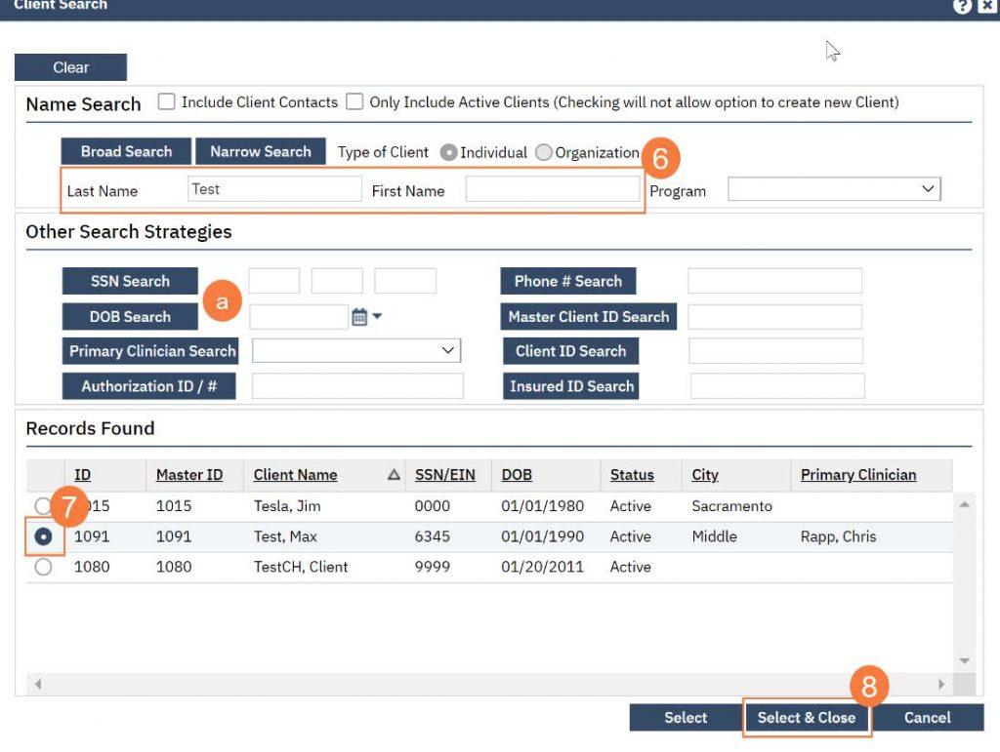 Client Search
Clear
Name Search Include Client Contacts Only Include Active Clients (Checking will not allow option to create new Client)
Broad Search Narrow Search Type of Client Individual Organization 6
Last Name Test First Name Program
Other Search Strategies
SSN Search Phone # Search
a
DOB Search Master Client ID Search
Primary Clinician Search Client ID Search
Authorization ID / # Insured ID Search
Records Found
ID Master ID Client Name SSN/EIN DOB Status City Primary Clinician
7 015 1015 Tesla, Jim 0000 01/01/1980 Active Sacramento
1091 1091 Test, Max 6345 01/01/1990 Active Middle Rapp, Chris
1080 1080 TestCH, Client 9999 01/20/2011 Active
8
Select Select & Close Cancel